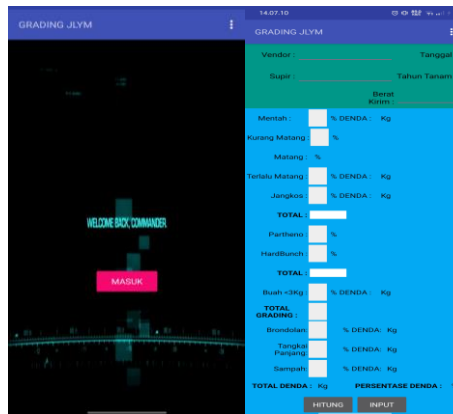 GRADING JLYM
WELCOME BACK, COMMANDER
MASUK
14.07.10
GRADING JLYM
Vendor : Tanggal
Supir : Tahun Tanam
Berat
Kirim :
Mentah : % DENDA : Kg
Kurang Matang : %
Matang : %
Terlalu Matang : % DENDA : Kg
Jangkos : % DENDA : Kg
TOTAL :
Partheno : %
HardBunch : %
TOTAL :
Buah <3Kg : % DENDA : Kg
TOTAL
GRADING :
Brondolan: % DENDA: Kg
Tangkai
Panjang: % DENDA: Kg
Sampah: % DENDA: Kg
TOTAL DENDA : Kg PERSENTASE DENDA :
HITUNG INPUT